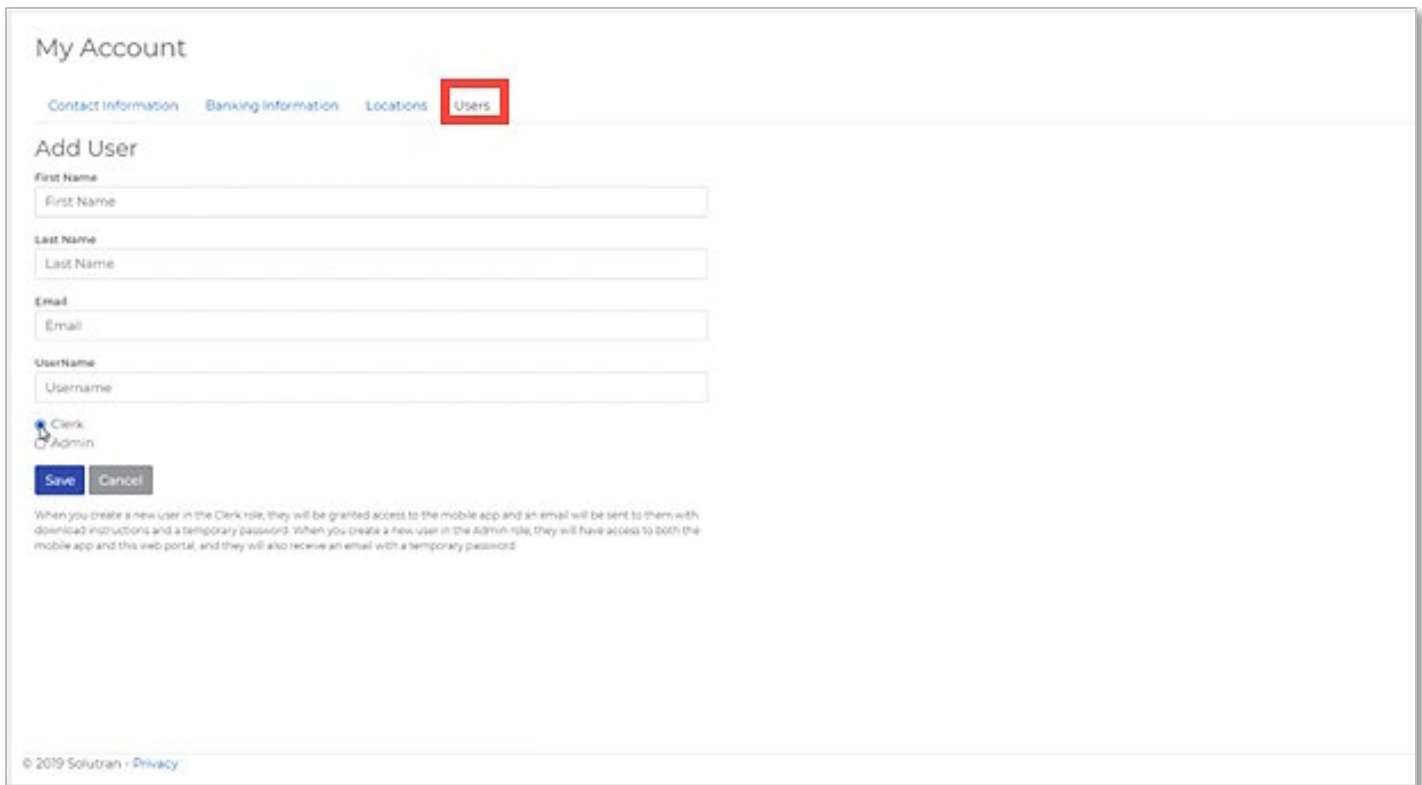 My Account
Contact Information Banking Information Locations Users
Add User
First Name
First Name
Last Name
Last Name
Email
Email
UserName
Username
Clerk
Admin
Save Cancel
When you create a new user in the Clerk role, they will be granted access to the mobile app and an email will be sent to them with
download instructions and a temporary password. When you create a new user in the Admin role, they will have access to both the
mobile app and this web portal, and they will also receive an email with a temporary password
© 2019 Solutran - Privacy